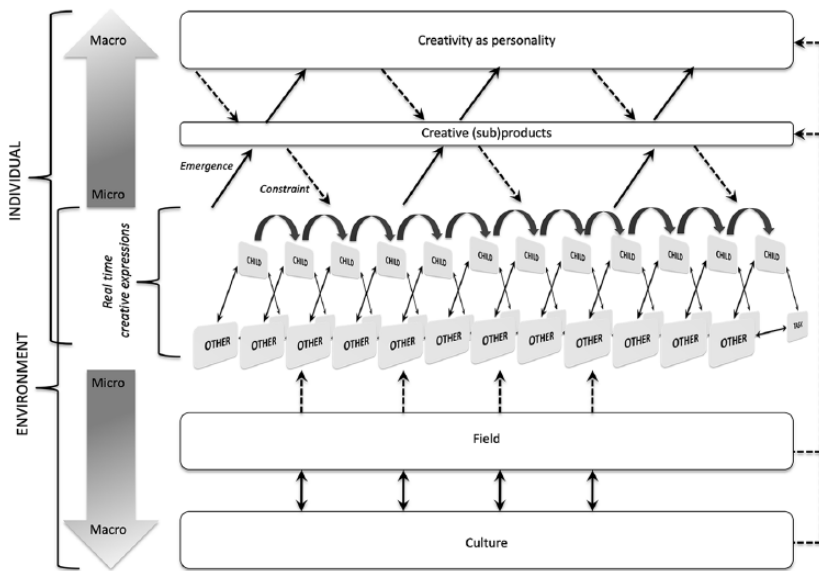 Macro
Creativity as personality
Creative (sub)products
Emergence
Constraint
Micro
INDIVIDUAL
Real time
creative expressions
CHILD
CHILD
CHILD
CHILD
CHILD
CHILD
CHILD
CHILD
CHILD
CHILD
CHILD
CHILD
OTHER
OTHER
OTHER
OTHER
OTHER
OTHER
OTHER
OTHER
OTHER
OTHER
OTHER
OTHER
TASK
ENVIRONMENT
Micro
Field
Macro
Culture